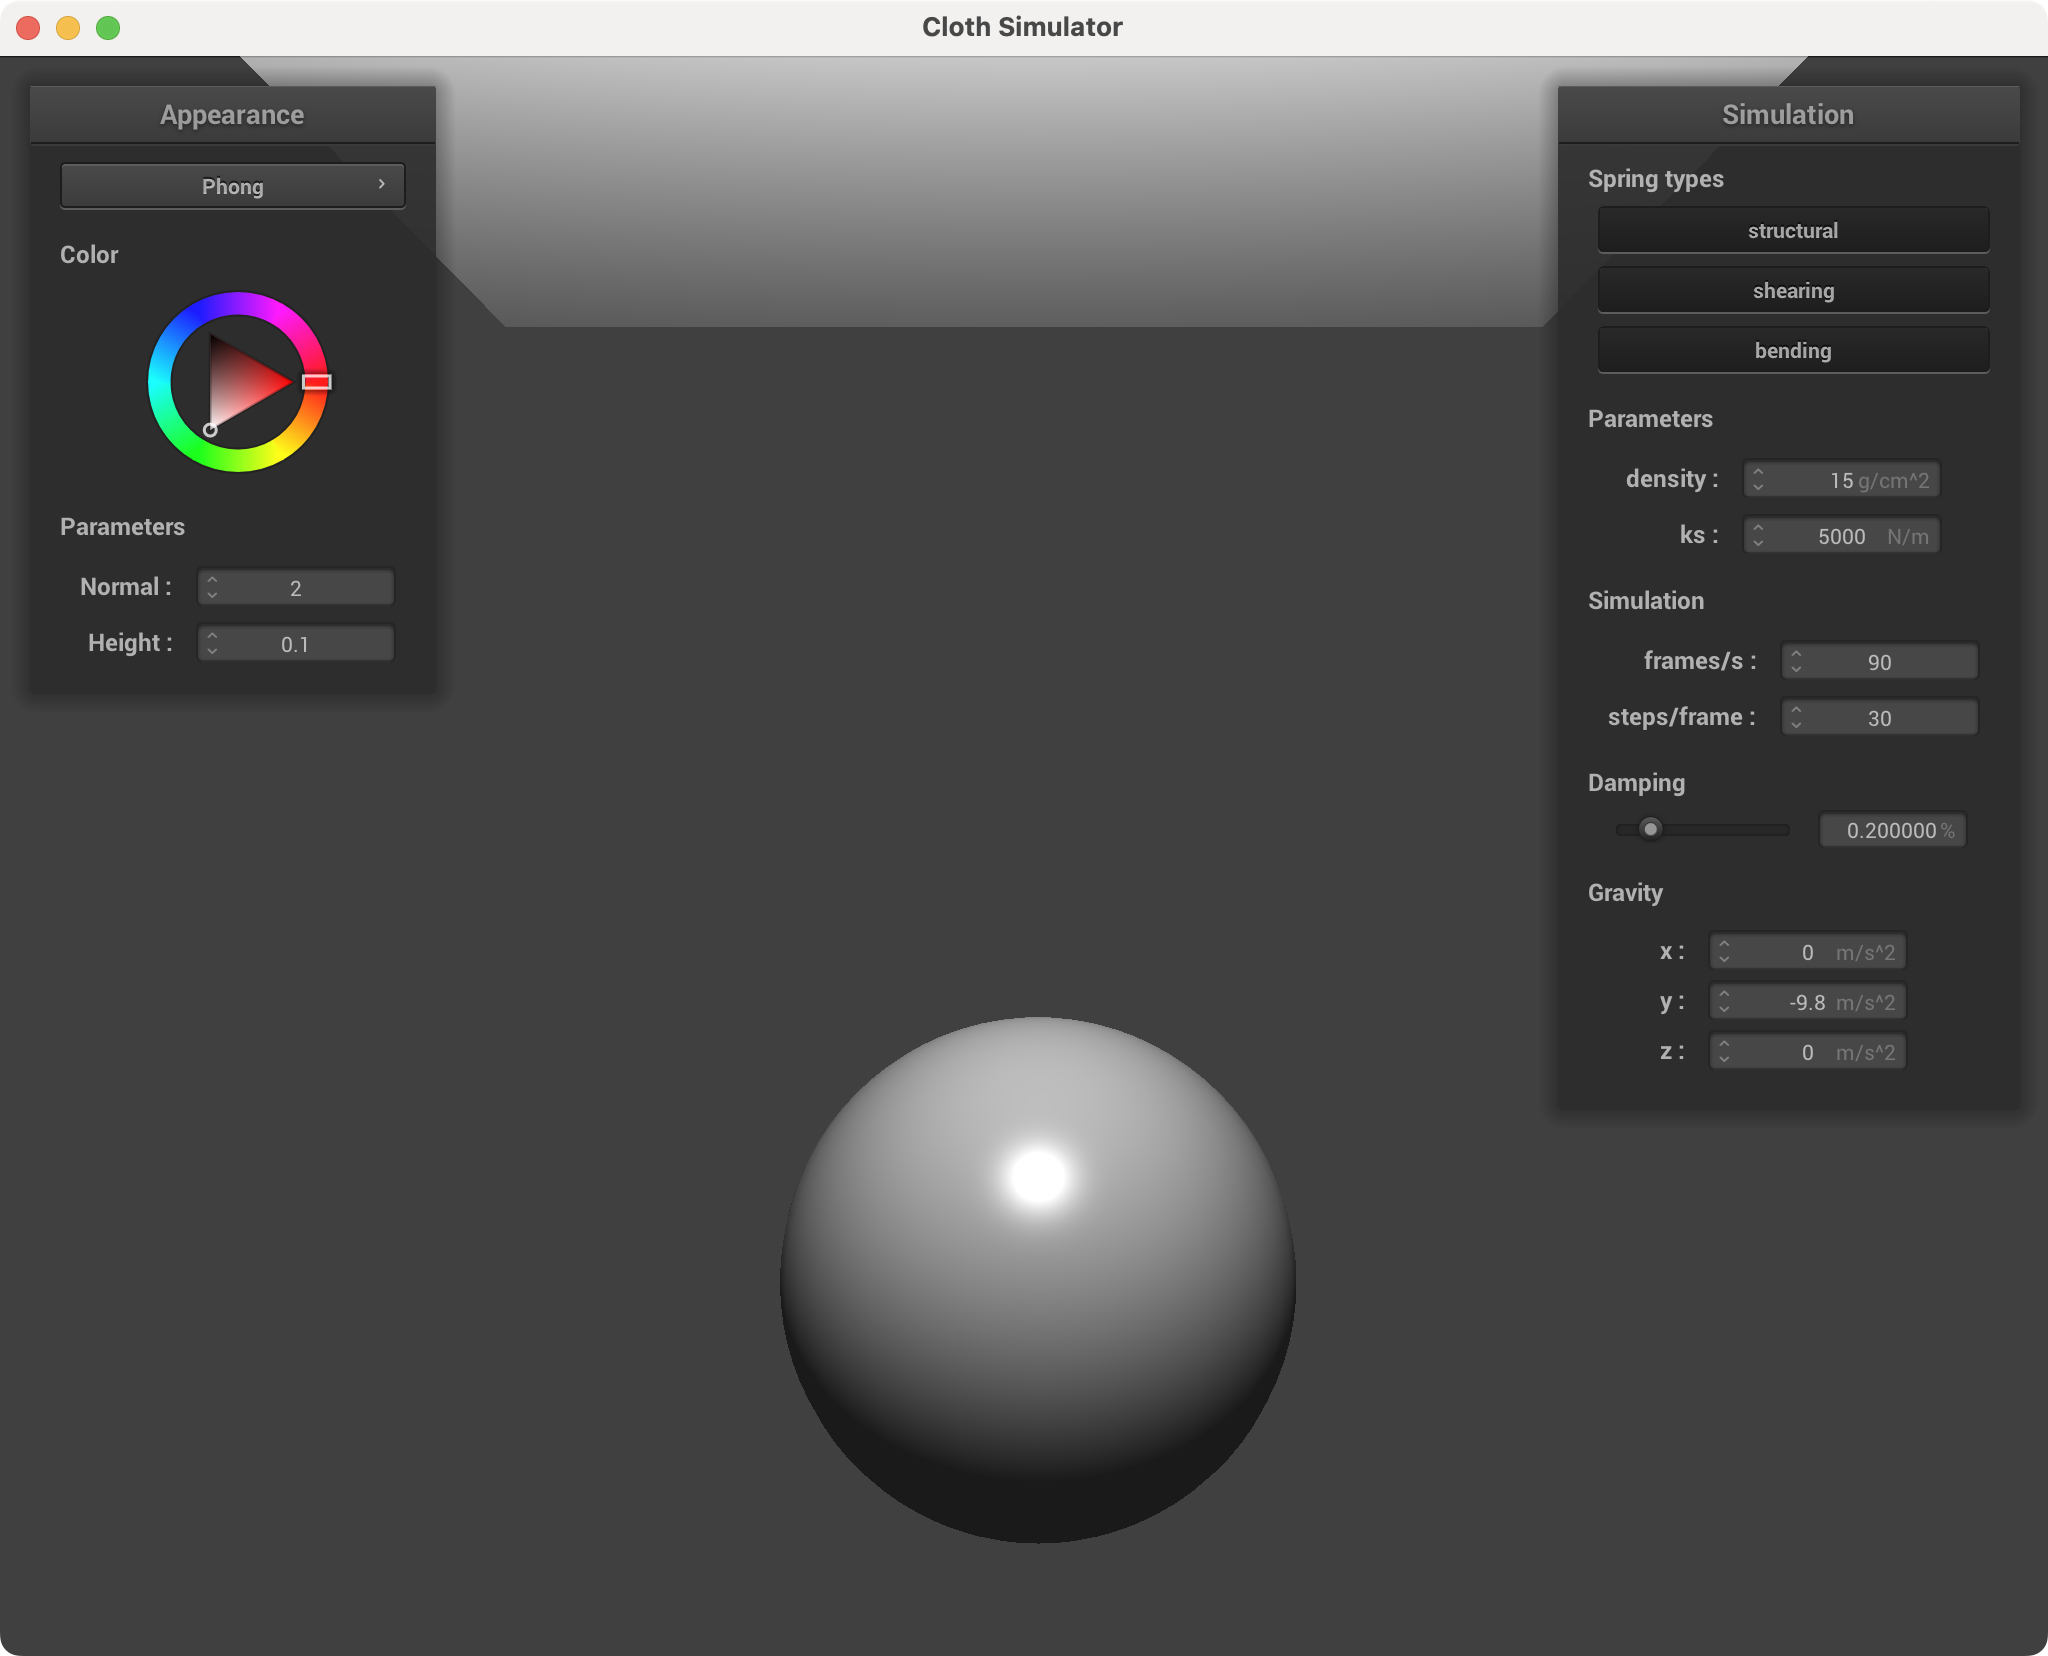 Cloth Simulator
Appearance
Phong
Color
Parameters
Normal : 2
Height : 0.1
Simulation
Spring types
structural
shearing
bending
Parameters
density : 15 g/cm^2
ks : 5000 N/m
Simulation
frames/s : 90
steps/frame : 30
Damping
0.200000 %
Gravity
x : 0 m/s^2
y : -9.8 m/s^2
z : 0 m/s^2